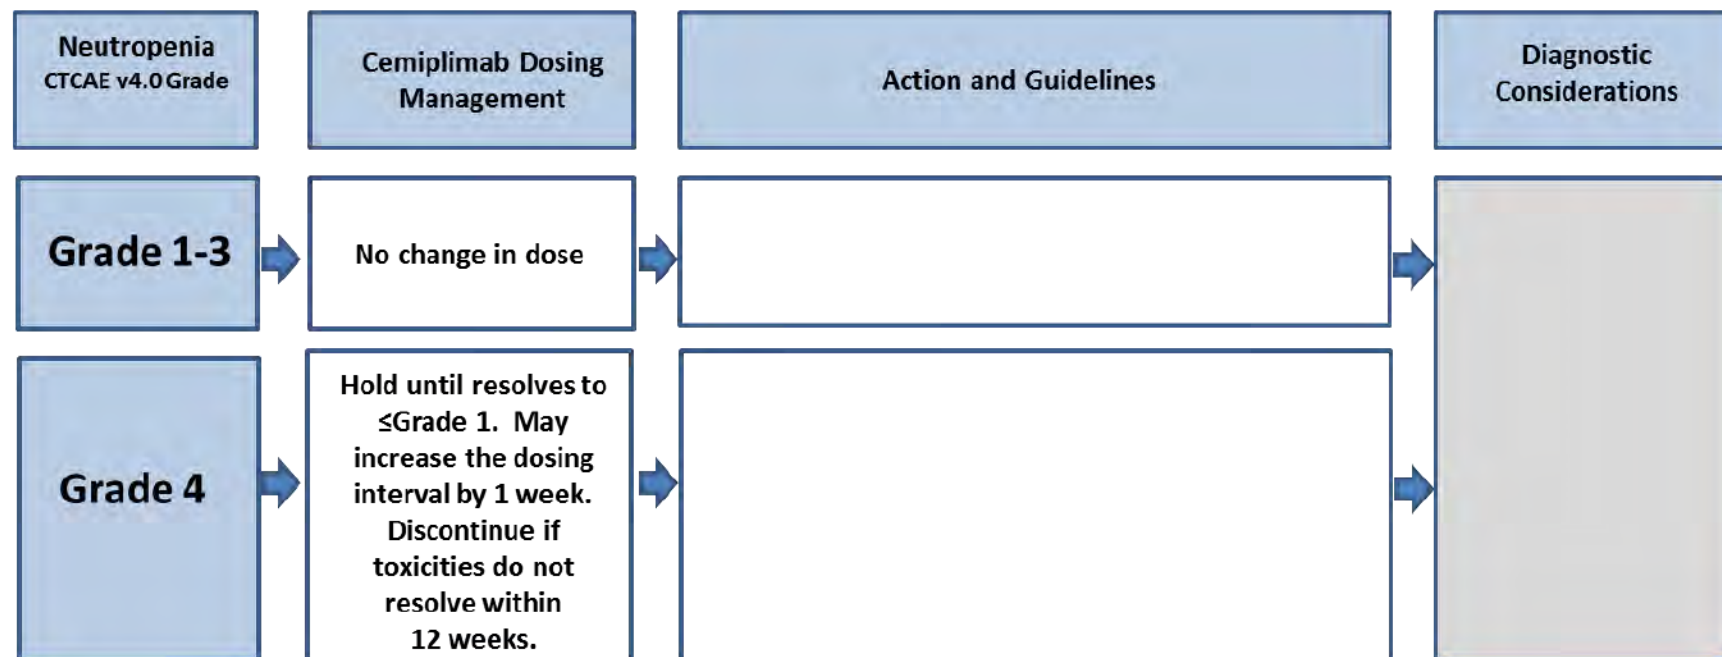 Neutropenia
CTCAE v4.0 Grade
Cemiplimab Dosing
Management
Action and Guidelines
Diagnostic
Considerations
Grade 1-3
No change in dose
Grade 4
Hold until resolves to
≤Grade 1.  May
increase the dosing
interval by 1 week.
Discontinue if
toxicities do not
resolve within
12 weeks.